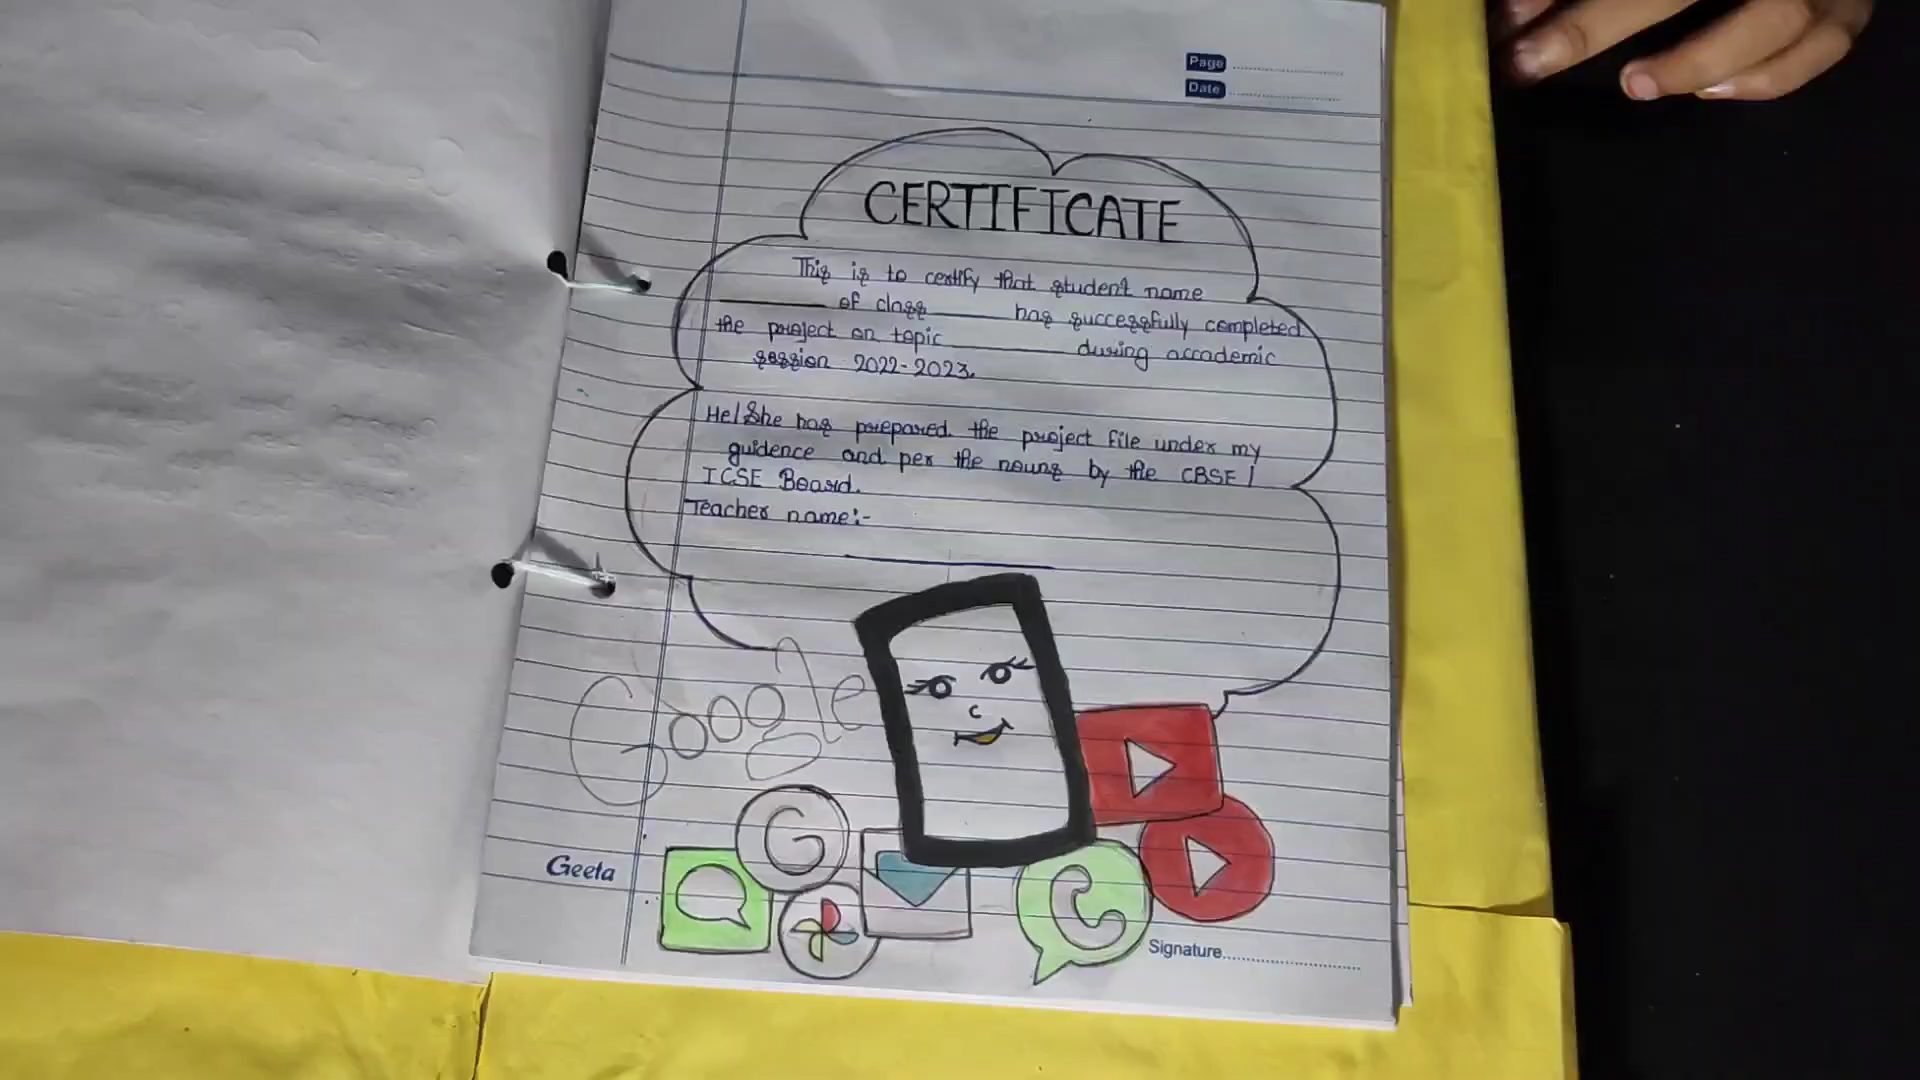 Page
Date
CERTIFICATE
This is to certify that student name
of class has successfully completed
the project on topic during accademic
session 2022-2023.
He/She has prepared the project file under my
guidence and per the nouns by the CBSE/
ICSE Board.
Teacher name:-
Google
G
Geeta
Signature